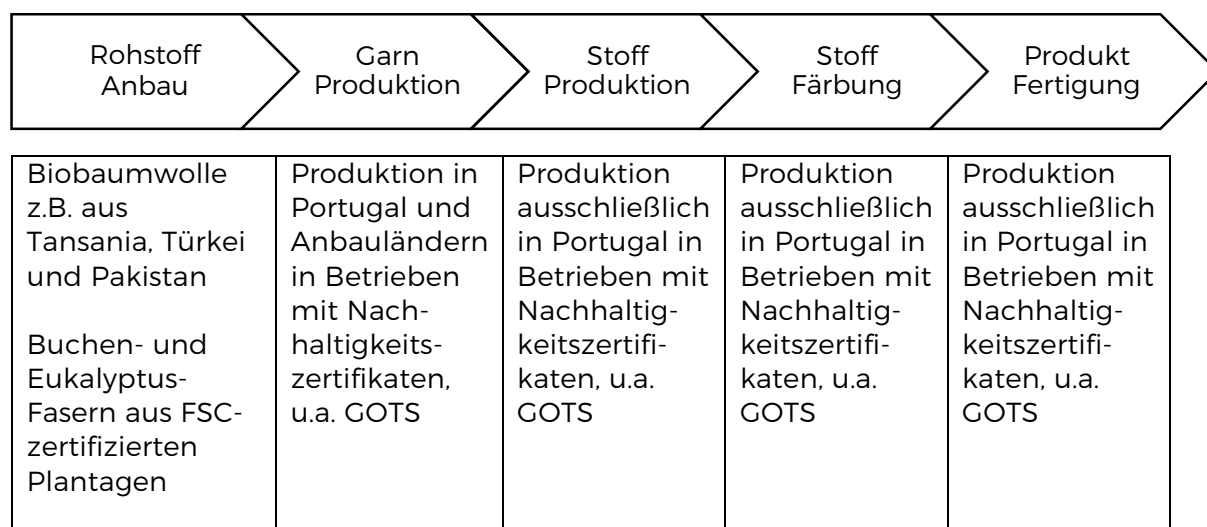 Rohstoff
Anbau
Garn
Produktion
Stoff
Produktion
Stoff
Färbung
Produkt
Fertigung
Biobaumwolle
z.B. aus
Tansania, Türkei
und Pakistan
Buchen- und
Eukalyptus-
Fasern aus FSC-
zertifizierten
Plantagen
Produktion in
Portugal und
Anbauländern
in Betrieben
mit Nach-
haltigkeits-
zertifikaten,
u.a. GOTS
Produktion
ausschließlich
in Portugal in
Betrieben mit
Nachhaltig-
keitszertifi-
katen, u.a.
GOTS
Produktion
ausschließlich
in Portugal in
Betrieben mit
Nachhaltig-
keitszertifi-
katen, u.a.
GOTS
Produktion
ausschließlich
in Portugal in
Betrieben mit
Nachhaltig-
keitszertifi-
katen, u.a.
GOTS